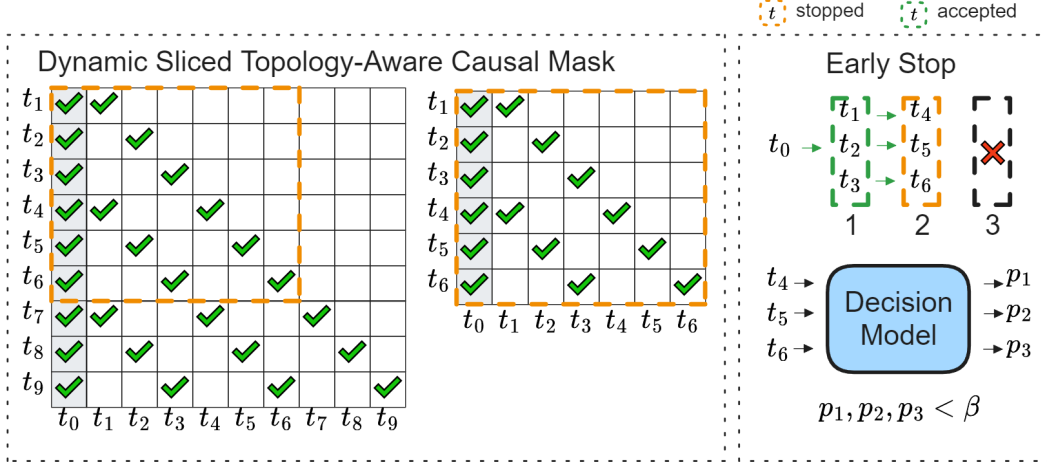 t stopped t accepted
Dynamic Sliced Topology-Aware Causal Mask
t₁
t₂
t₃
t₄
t₅
t₆
t₇
t₈
t₉
t₀ t₁ t₂ t₃ t₄ t₅ t₆ t₇ t₈ t₉
t₁
t₂
t₃
t₄
t₅
t₆
t₀ t₁ t₂ t₃ t₄ t₅ t₆
Early Stop
t₁ t₄
t₀ t₂ t₅
t₃ t₆
1 2 3
t₄ p₁
t₅ p₂
t₆ p₃
Decision
Model
p₁, p₂, p₃ < β